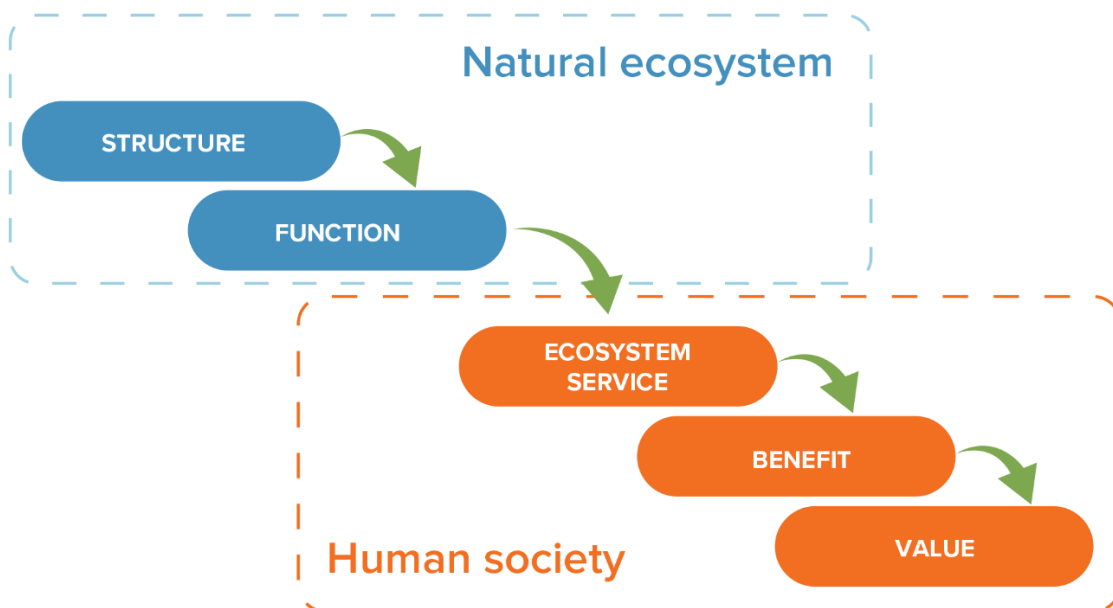 Natural ecosystem
STRUCTURE
FUNCTION
ECOSYSTEM
SERVICE
BENEFIT
VALUE
Human society